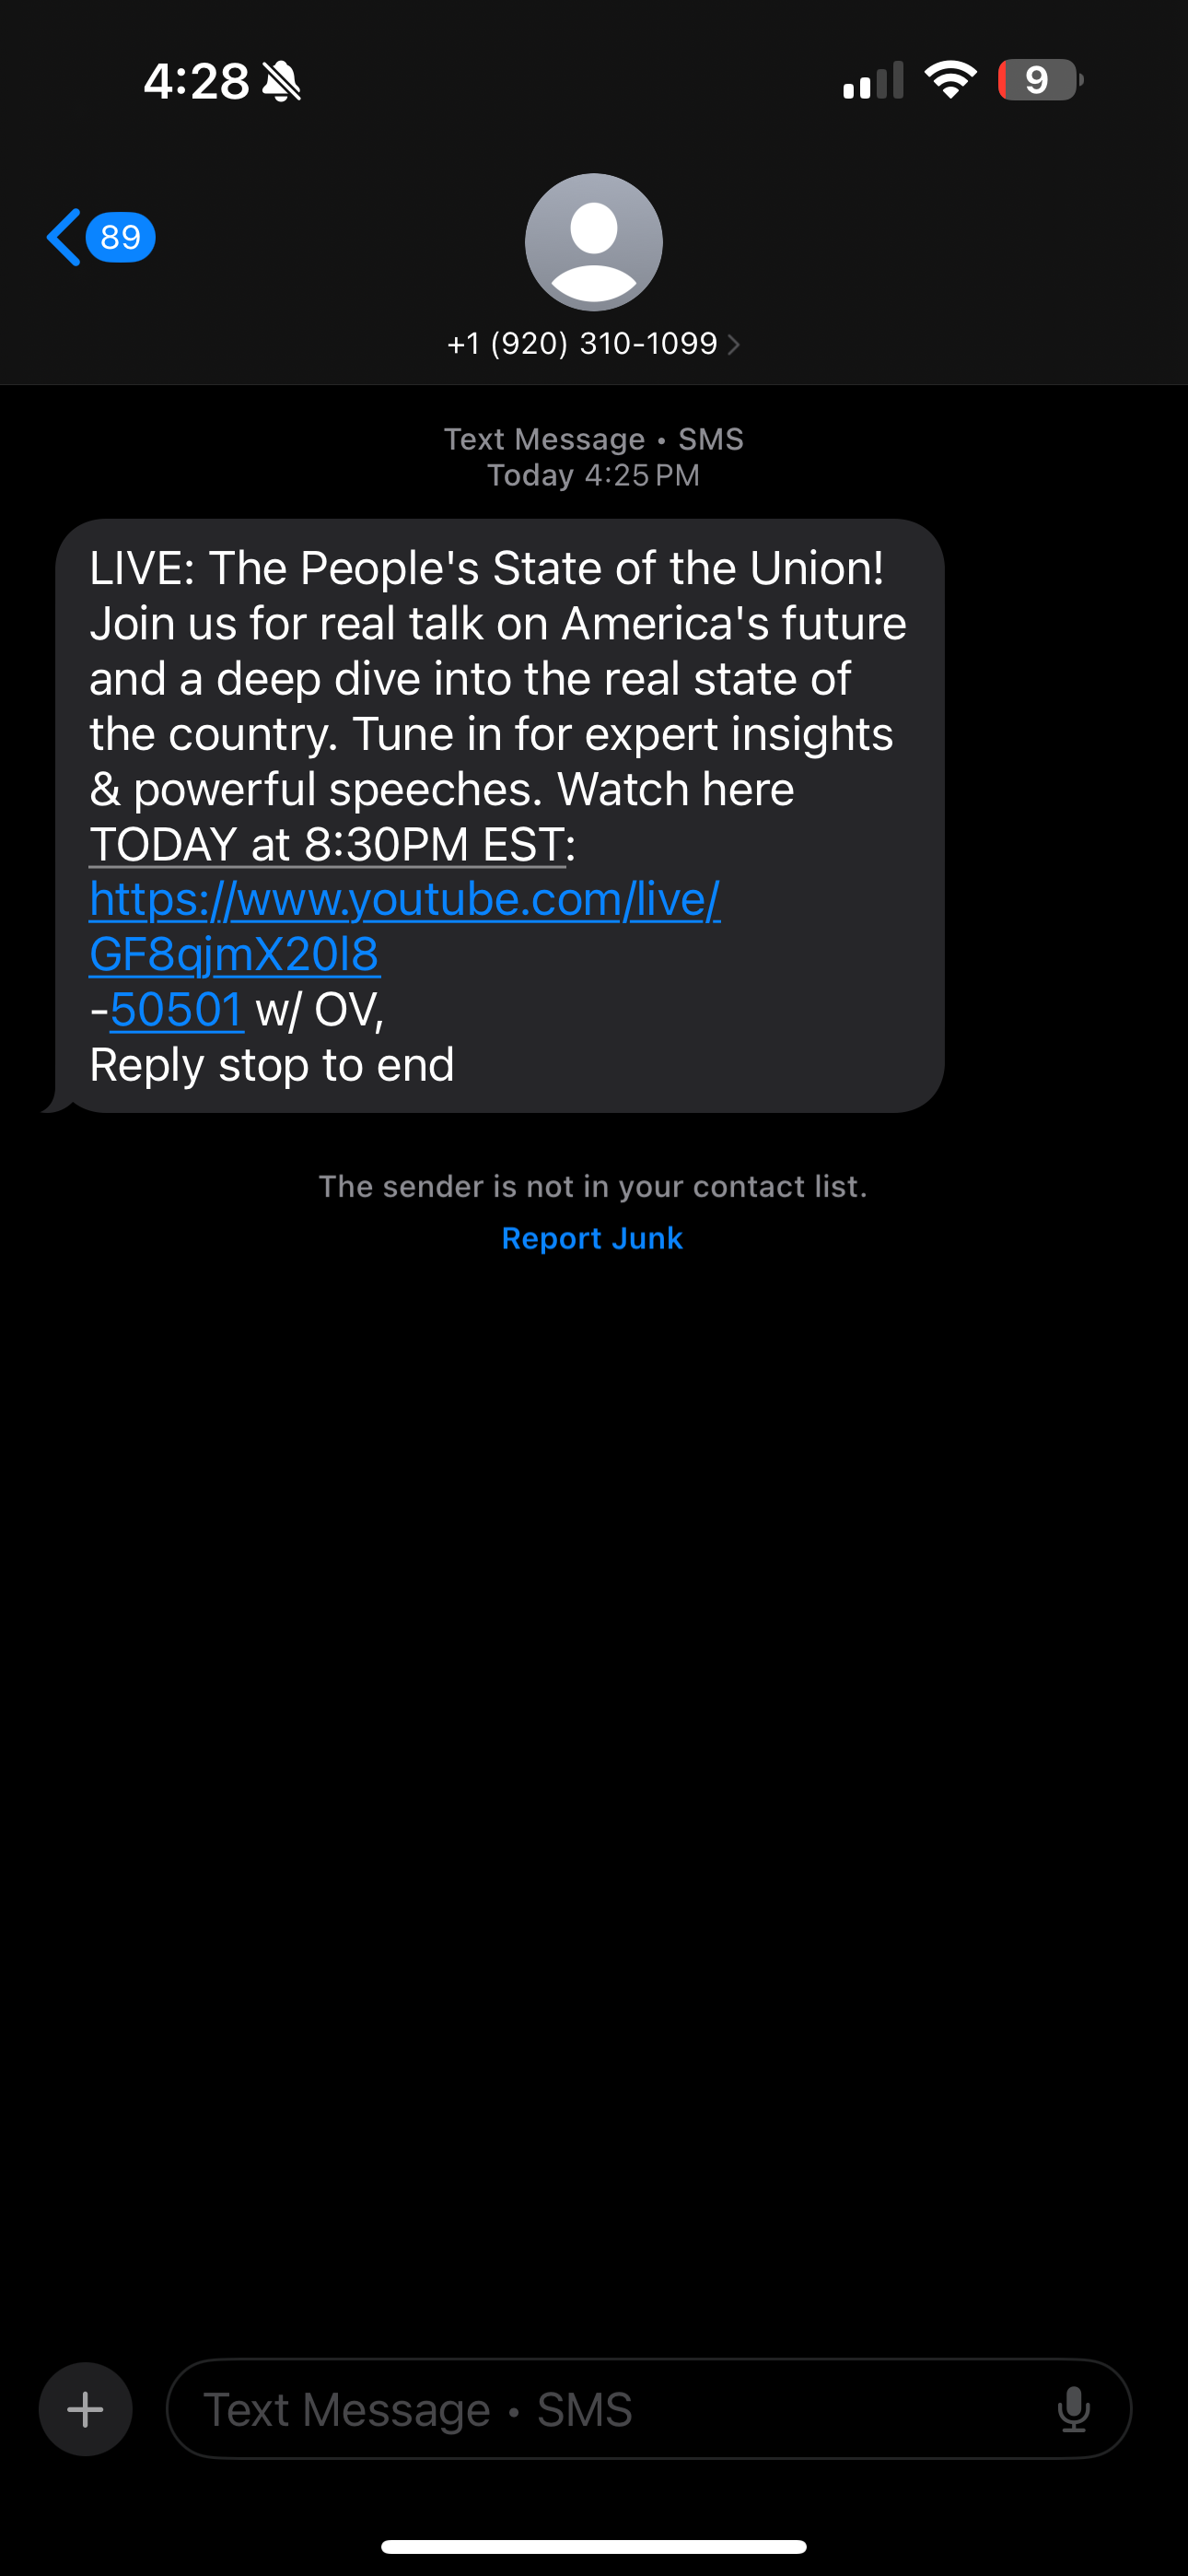 4:28
9
89
+1 (920) 310-1099
Text Message • SMS
Today 4:25 PM
LIVE: The People's State of the Union!
Join us for real talk on America's future
and a deep dive into the real state of
the country. Tune in for expert insights
& powerful speeches. Watch here
TODAY at 8:30PM EST:
https://www.youtube.com/live/
GF8qjmX20l8
-50501 w/ OV,
Reply stop to end
The sender is not in your contact list.
Report Junk
Text Message • SMS